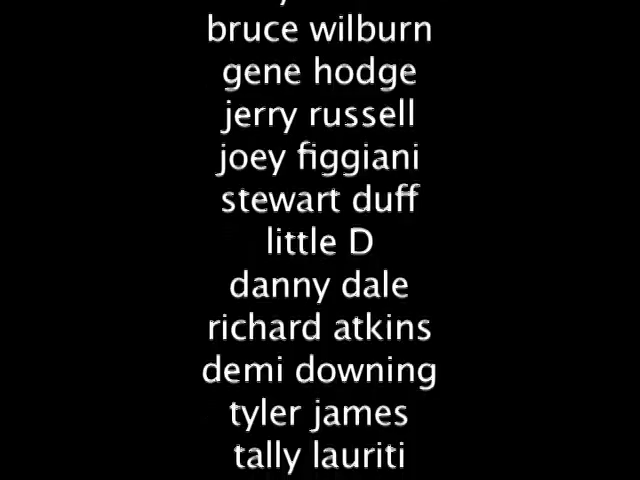 bruce wilburn
gene hodge
jerry russell
joey figgiani
stewart duff
little D
danny dale
richard atkins
demi downing
tyler james
tally lauriti